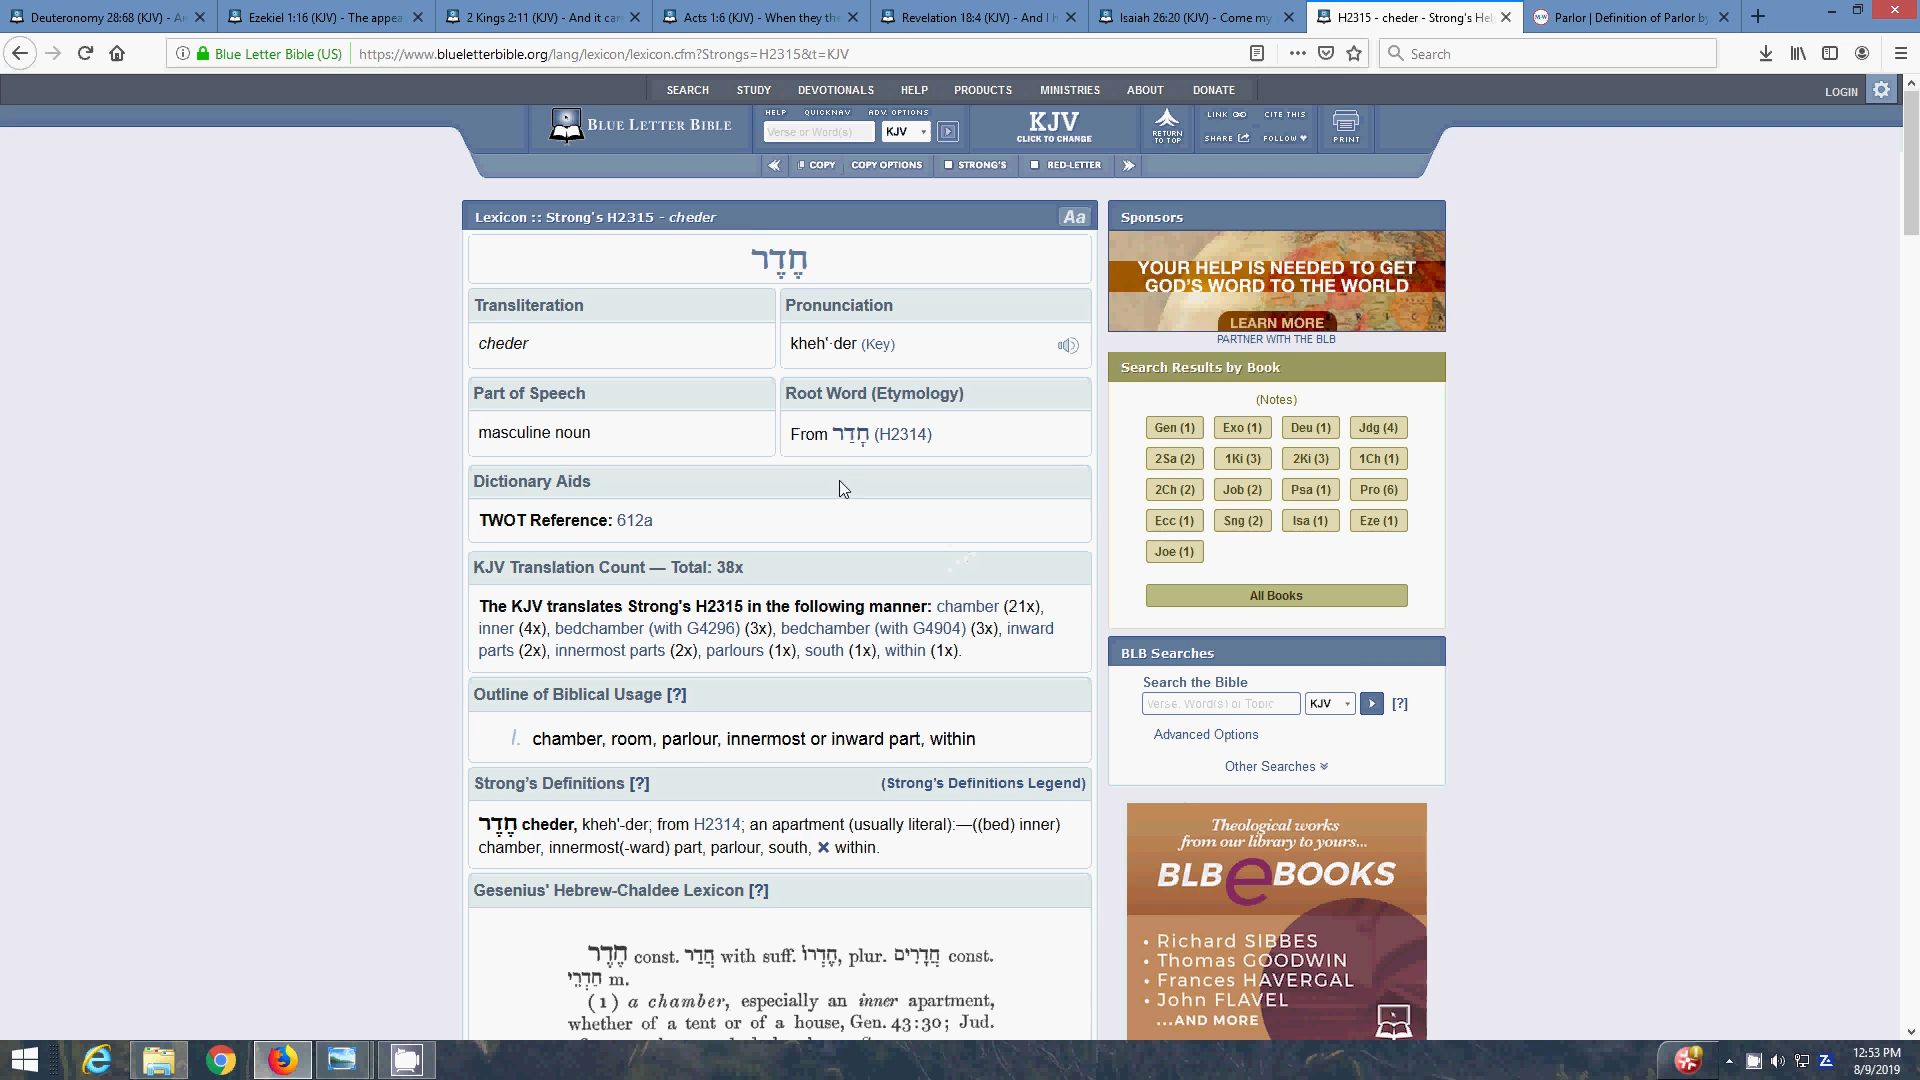 Deuteronomy 28:68 (KJV) - A
Ezekiel 1:16 (KJV) - The appea
2 Kings 2:11 (KJV) - And it ca
Acts 1:6 (KJV) - When they the
Revelation 18:4 (KJV) - And I h
Isaiah 26:20 (KJV) - Come my
H2315 - cheder - Strong's He
Parlor | Definition of Parlor b
Blue Letter Bible (US)
https://www.blueletterbible.org/lang/lexicon/lexicon.cfm?Strongs=H2315&t=KJV
Search
SEARCH STUDY DEVOTIONALS HELP PRODUCTS MINISTRIES ABOUT DONATE
LOGIN
BLUE LETTER BIBLE
HELP QUICKNAV ADV. OPTIONS
Verse or Word(s) KJV
KJV
CLICK TO CHANGE
RETURN
TO TOP
LINK CITE THIS
SHARE FOLLOW
PRINT
COPY COPY OPTIONS STRONG'S RED-LETTER
Lexicon :: Strong's H2315 - cheder
Aa
חֶדֶר
Transliteration
Pronunciation
cheder
kheh'·der (Key)
Part of Speech
Root Word (Etymology)
masculine noun
From חָדַר (H2314)
Dictionary Aids
TWOT Reference: 612a
KJV Translation Count — Total: 38x
The KJV translates Strong's H2315 in the following manner: chamber (21x),
inner (4x), bedchamber (with G4296) (3x), bedchamber (with G4904) (3x), inward
parts (2x), innermost parts (2x), parlours (1x), south (1x), within (1x).
Outline of Biblical Usage [?]
I. chamber, room, parlour, innermost or inward part, within
Strong's Definitions [?]
(Strong's Definitions Legend)
חֶדֶר cheder, kheh'-der; from H2314; an apartment (usually literal):—((bed) inner)
chamber, innermost(-ward) part, parlour, south, × within.
Gesenius' Hebrew-Chaldee Lexicon [?]
חֶדֶר const. חֲדַר with suff. חֶדְרוֹ, plur. חֲדָרִים const.
חַדְרֵי m.
(1) a chamber, especially an inner apartment,
whether of a tent or of a house, Gen. 43:30; Jud.
Sponsors
YOUR HELP IS NEEDED TO GET
GOD'S WORD TO THE WORLD
LEARN MORE
PARTNER WITH THE BLB
Search Results by Book
(Notes)
Gen (1) Exo (1) Deu (1) Jdg (4)
2Sa (2) 1Ki (3) 2Ki (3) 1Ch (1)
2Ch (2) Job (2) Psa (1) Pro (6)
Ecc (1) Sng (2) Isa (1) Eze (1)
Joe (1)
All Books
BLB Searches
Search the Bible
Verse, Word(s) or Topic KJV [?]
Advanced Options
Other Searches
Theological works
from our library to yours...
BLB eBOOKS
• Richard SIBBES
• Thomas GOODWIN
• Frances HAVERGAL
• John FLAVEL
...AND MORE
12:53 PM
8/9/2019